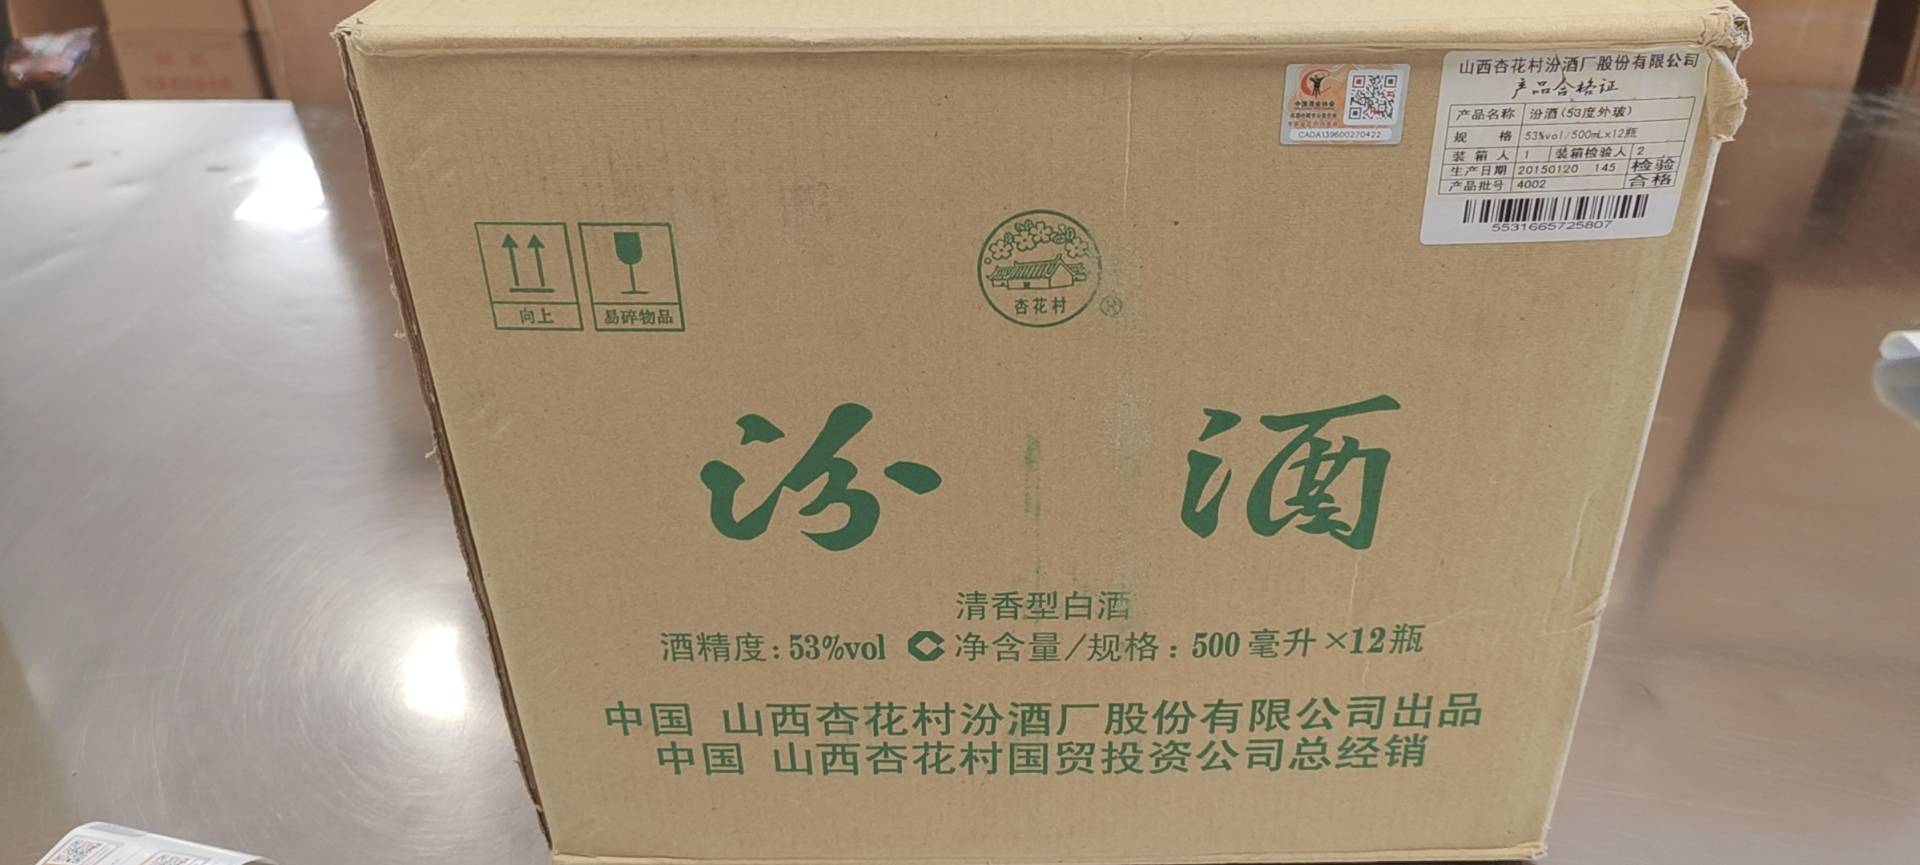 山西杏花村汾酒厂股份有限公司
产品合格证
产品名称 汾酒(53度外玻)
规 格 53%vol/500mL×12瓶
装箱人 1 装箱检验人 2
生产日期 20150120 145 检验
产品批号 4002 合格
5531665725807
中国酒业协会
CADA139600270422
向上
易碎物品
杏花村
®
汾酒
清香型白酒
酒精度:53%vol 净含量/规格:500毫升×12瓶
中国 山西杏花村汾酒厂股份有限公司出品
中国 山西杏花村国贸投资公司总经销